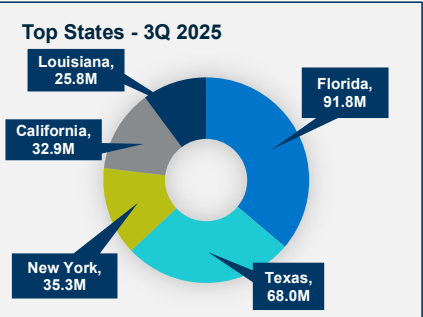 Top States - 3Q 2025
Louisiana,
25.8M
Florida,
91.8M
California,
32.9M
New York,
35.3M
Texas,
68.0M